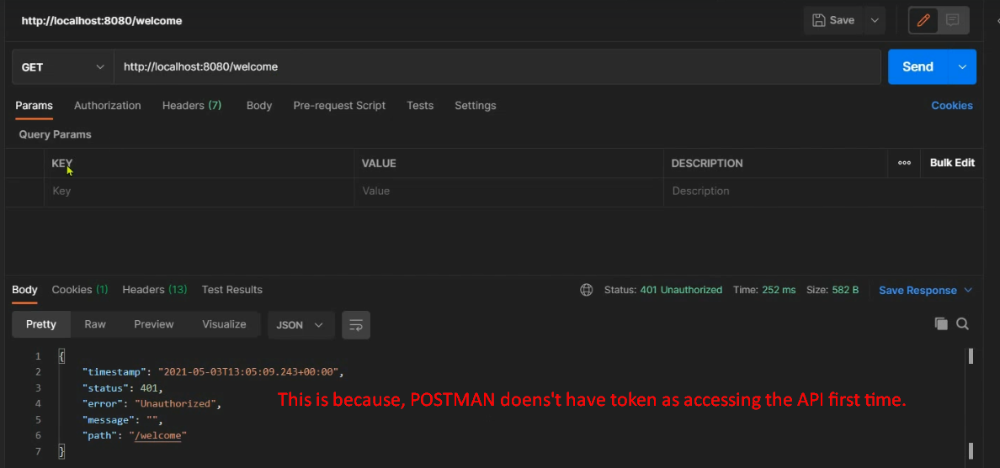 http://localhost:8080/welcome Save
GET http://localhost:8080/welcome Send
Params Authorization Headers (7) Body Pre-request Script Tests Settings Cookies
Query Params
KEY VALUE DESCRIPTION ooo Bulk Edit
Key Value Description
Body Cookies (1) Headers (13) Test Results Status: 401 Unauthorized Time: 252 ms Size: 582 B Save Response
Pretty Raw Preview Visualize JSON
1 {
2 "timestamp": "2021-05-03T13:05:09.243+00:00",
3 "status": 401,
4 "error": "Unauthorized",
This is because, POSTMAN doens't have token as accessing the API first time.
5 "message": "",
6 "path": "/welcome"
7 }